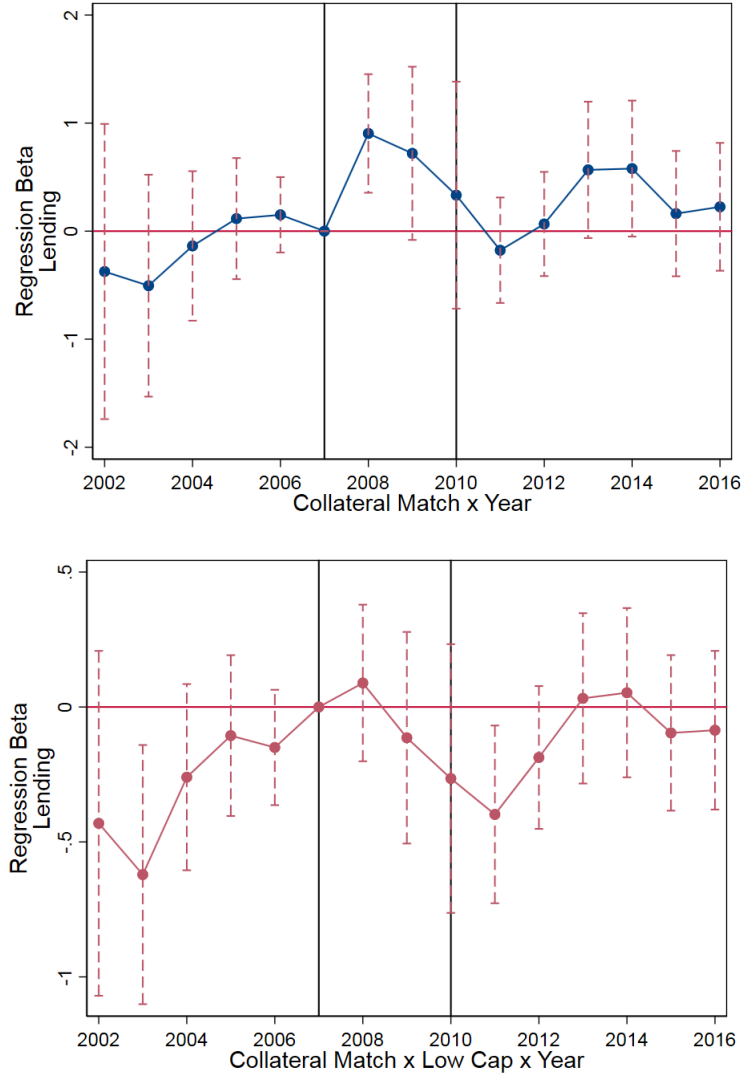 2
1
0
-1
-2
Regression Beta
Lending
2002 2004 2006 2008 2010 2012 2014 2016
Collateral Match x Year
.5
0
-.5
-1
Regression Beta
Lending
2002 2004 2006 2008 2010 2012 2014 2016
Collateral Match x Low Cap x Year